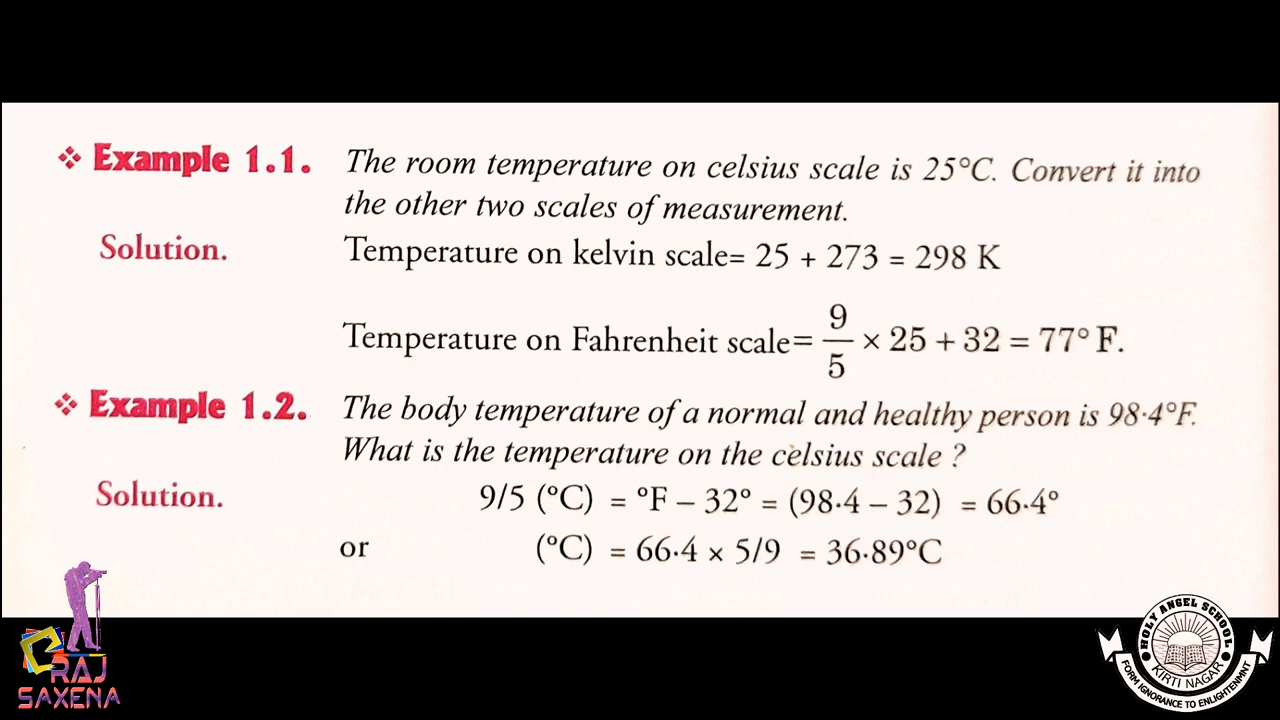 ❖ Example 1.1. The room temperature on celsius scale is 25°C. Convert it into
the other two scales of measurement.
Solution. Temperature on kelvin scale= 25 + 273 = 298 K
Temperature on Fahrenheit scale= 9/5 × 25 + 32 = 77° F.
❖ Example 1.2. The body temperature of a normal and healthy person is 98·4°F.
What is the temperature on the celsius scale ?
Solution. 9/5 (°C) = °F – 32° = (98·4 – 32) = 66·4°
or (°C) = 66·4 × 5/9 = 36·89°C
RAJ
SAXENA
HOLY ANGEL SCHOOL
KIRTI NAGAR
FORM IGNORANCE TO ENLIGHTENMNT